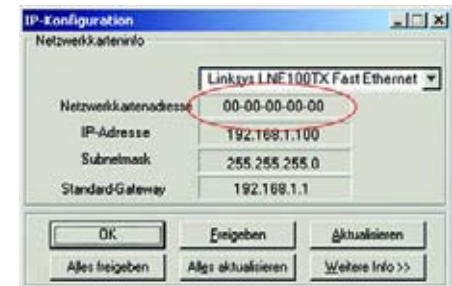 IP-Konfiguration
Netzwerkkarteninfo
Linksys LNE100TX Fast Ethernet
Netzwerkkartenadresse 00-00-00-00-00
IP-Adresse 192.168.1.100
Subnetmask 255.255.255.0
Standard-Gateway 192.168.1.1
OK Freigeben Aktualisieren
Alles freigeben Alles aktualisieren Weitere Info >>